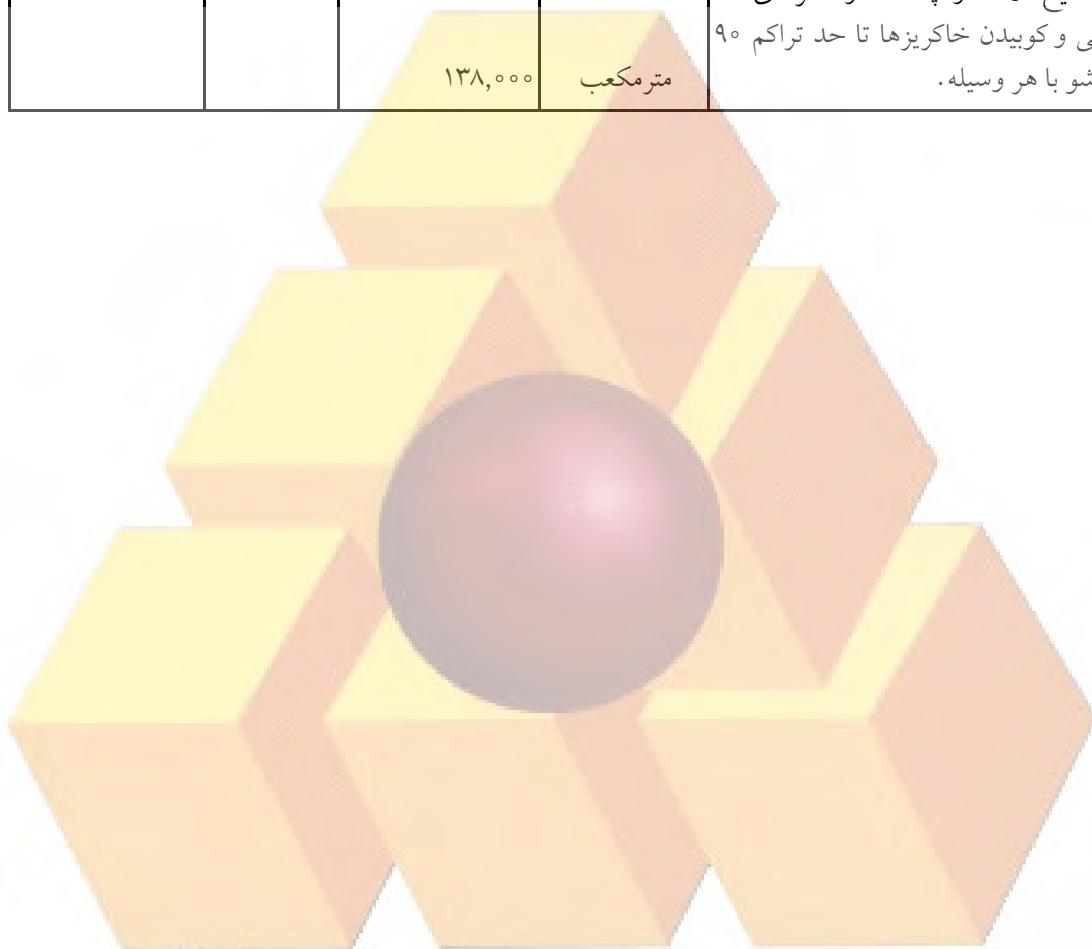 ی و کوبیدن خاکریزها تا حد تراکم ۹۰
شو با هر وسیله. مترمکعب ۱۳۸,۰۰۰